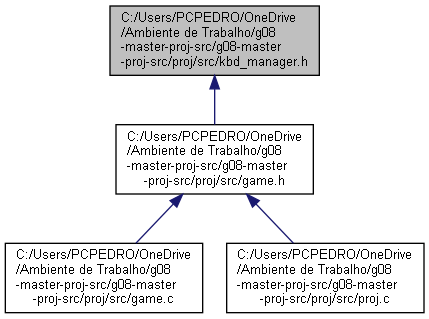 C:/Users/PCPEDRO/OneDrive
/Ambiente de Trabalho/g08
-master-proj-src/g08-master
-proj-src/proj/src/kbd_manager.h
C:/Users/PCPEDRO/OneDrive
/Ambiente de Trabalho/g08
-master-proj-src/g08-master
-proj-src/proj/src/game.h
C:/Users/PCPEDRO/OneDrive
/Ambiente de Trabalho/g08
-master-proj-src/g08-master
-proj-src/proj/src/game.c
C:/Users/PCPEDRO/OneDrive
/Ambiente de Trabalho/g08
-master-proj-src/g08-master
-proj-src/proj/src/proj.c